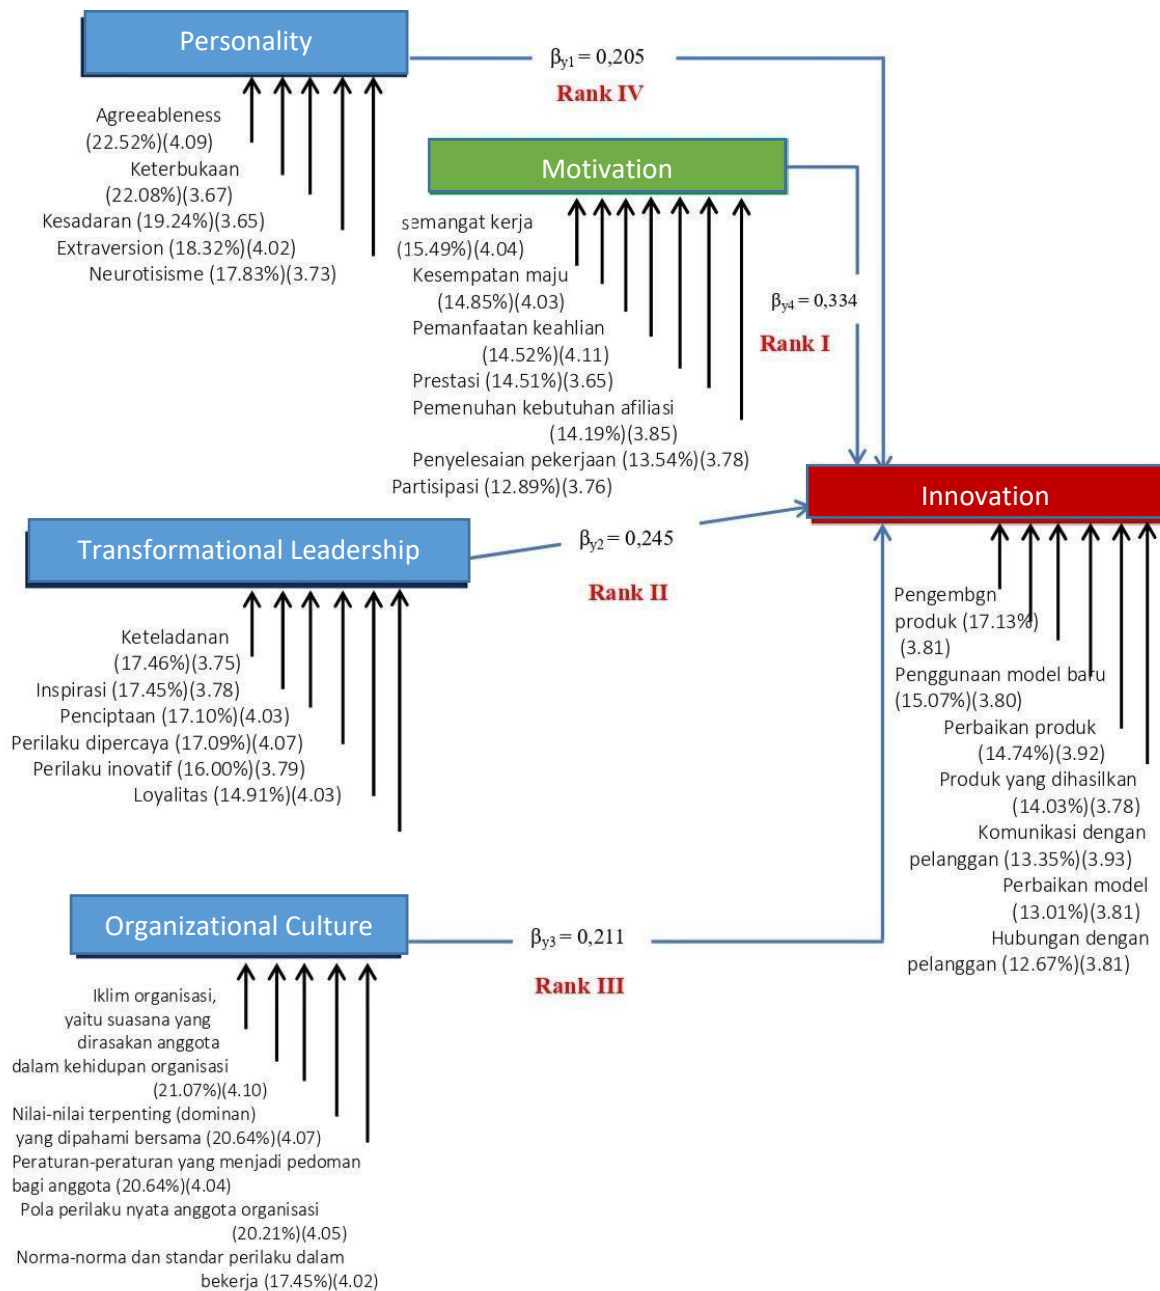 Personality
β_y1 = 0,205
Rank IV
Agreeableness
(22.52%)(4.09)
Keterbukaan
(22.08%)(3.67)
Kesadaran (19.24%)(3.65)
Extraversion (18.32%)(4.02)
Neurotisisme (17.83%)(3.73)
Motivation
semangat kerja
(15.49%)(4.04)
Kesempatan maju
(14.85%)(4.03)
Pemanfaatan keahlian
(14.52%)(4.11)
Prestasi (14.51%)(3.65)
Pemenuhan kebutuhan afiliasi
(14.19%)(3.85)
Penyelesaian pekerjaan (13.54%)(3.78)
Partisipasi (12.89%)(3.76)
β_y4 = 0,334
Rank I
Innovation
Pengembgn
produk (17.13%)
(3.81)
Penggunaan model baru
(15.07%)(3.80)
Perbaikan produk
(14.74%)(3.92)
Produk yang dihasilkan
(14.03%)(3.78)
Komunikasi dengan
pelanggan (13.35%)(3.93)
Perbaikan model
(13.01%)(3.81)
Hubungan dengan
pelanggan (12.67%)(3.81)
Transformational Leadership
β_y2 = 0,245
Rank II
Keteladanan
(17.46%)(3.75)
Inspirasi (17.45%)(3.78)
Penciptaan (17.10%)(4.03)
Perilaku dipercaya (17.09%)(4.07)
Perilaku inovatif (16.00%)(3.79)
Loyalitas (14.91%)(4.03)
Organizational Culture
β_y3 = 0,211
Rank III
Iklim organisasi,
yaitu suasana yang
dirasakan anggota
dalam kehidupan organisasi
(21.07%)(4.10)
Nilai-nilai terpenting (dominan)
yang dipahami bersama (20.64%)(4.07)
Peraturan-peraturan yang menjadi pedoman
bagi anggota (20.64%)(4.04)
Pola perilaku nyata anggota organisasi
(20.21%)(4.05)
Norma-norma dan standar perilaku dalam
bekerja (17.45%)(4.02)